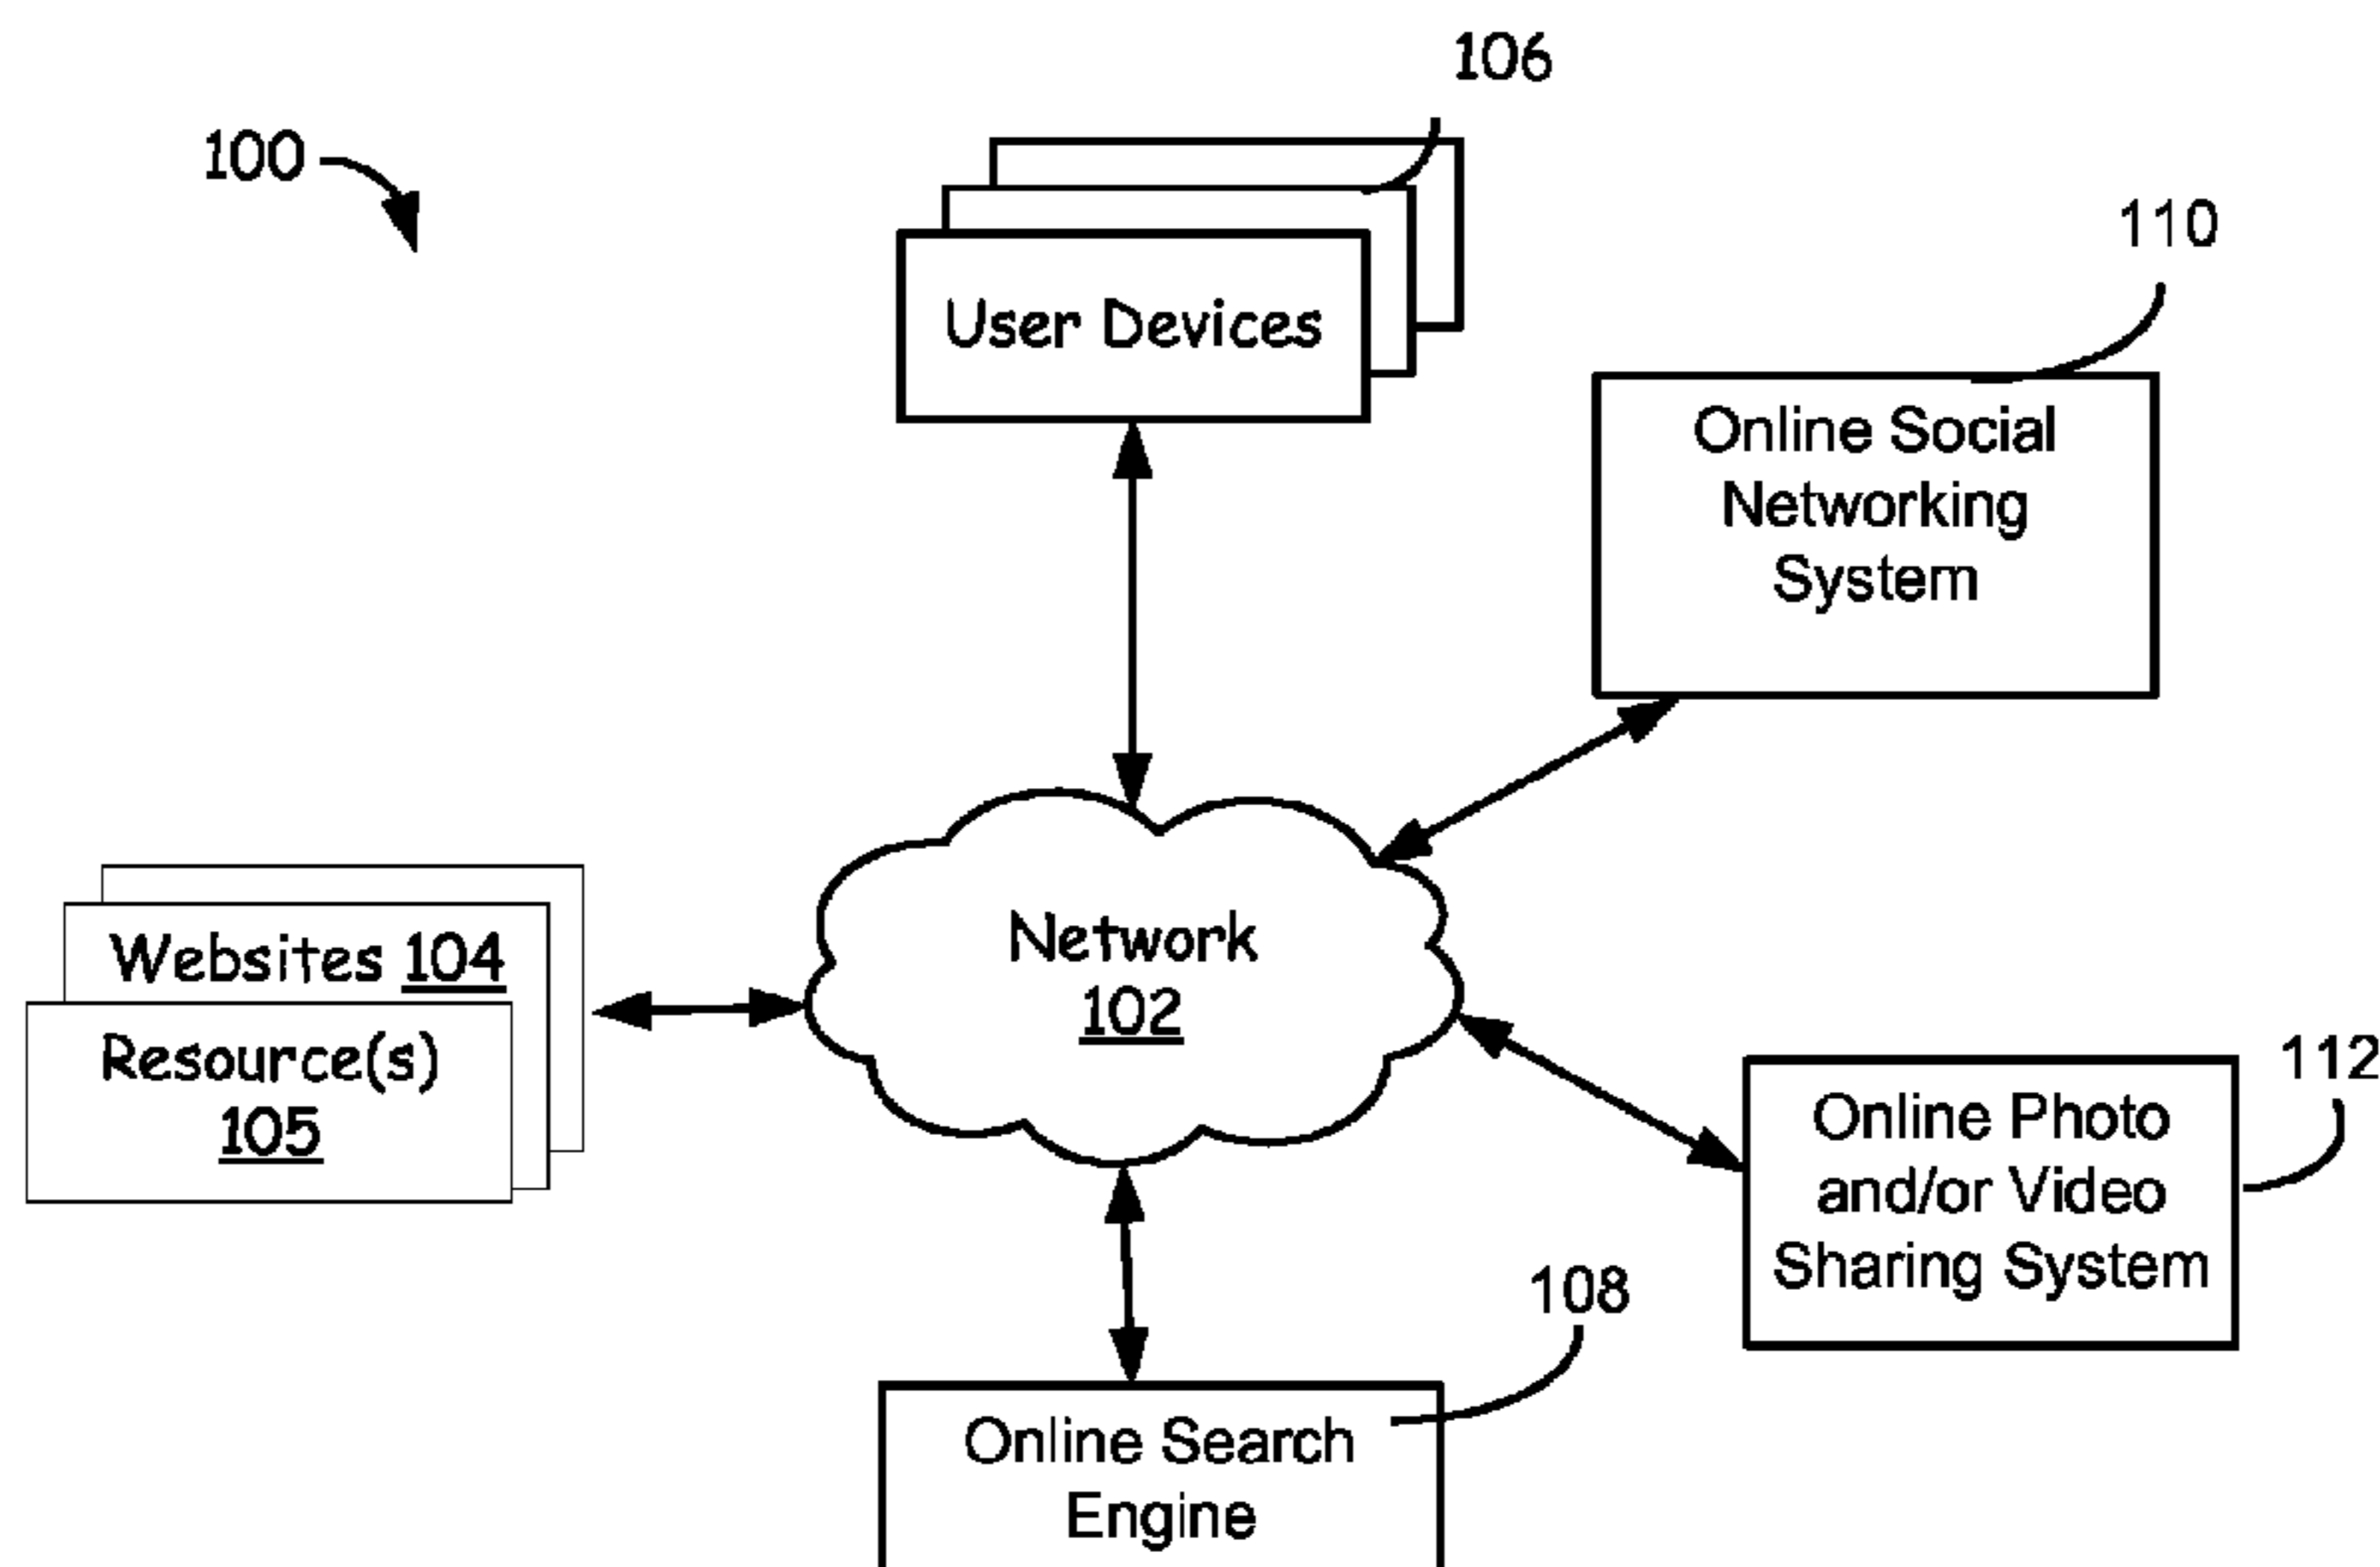 106
100
110
User Devices
Online Social
Networking
System
Websites 104
Resource(s)
105
Network
102
112
Online Photo
and/or Video
Sharing System
108
Online Search
Engine